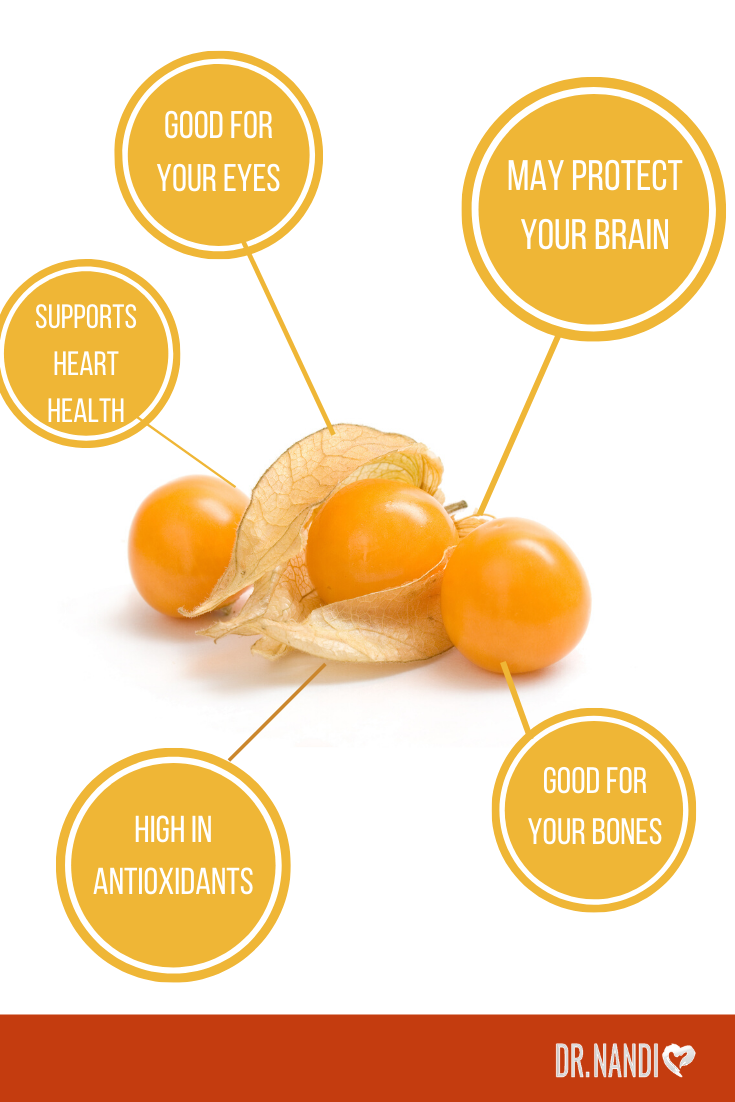 GOOD FOR
YOUR EYES
MAY PROTECT
YOUR BRAIN
SUPPORTS
HEART
HEALTH
HIGH IN
ANTIOXIDANTS
GOOD FOR
YOUR BONES
DR.NANDI